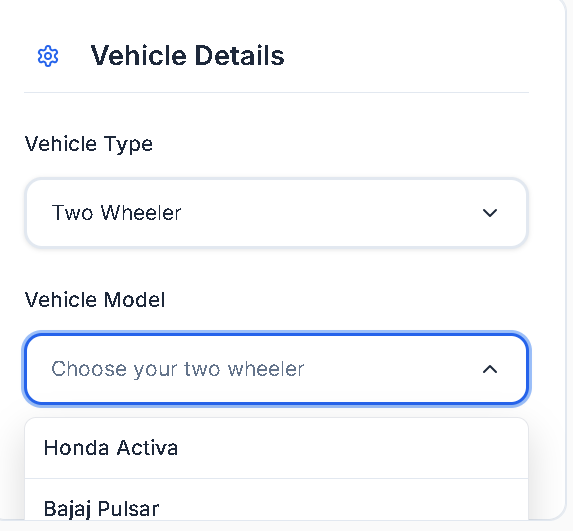 Vehicle Details
Vehicle Type
Two Wheeler
Vehicle Model
Choose your two wheeler
Honda Activa
Bajaj Pulsar